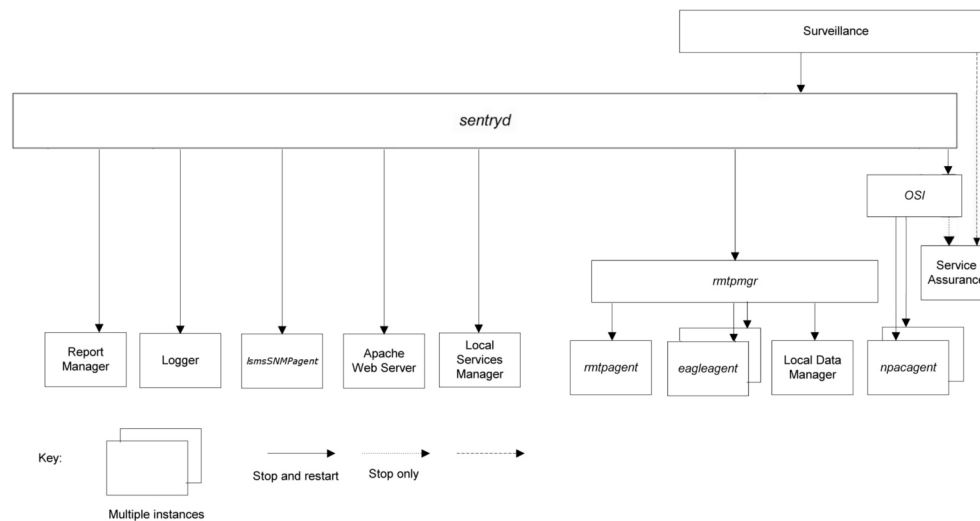 Surveillance
sentryd
OSI
Service
Assurance
rmtpmgr
Report
Manager
Logger
lsmsSNMPagent
Apache
Web Server
Local
Services
Manager
rmtpagent
eagleagent
Local Data
Manager
npacagent
Key:
Stop and restart
Stop only
Multiple instances